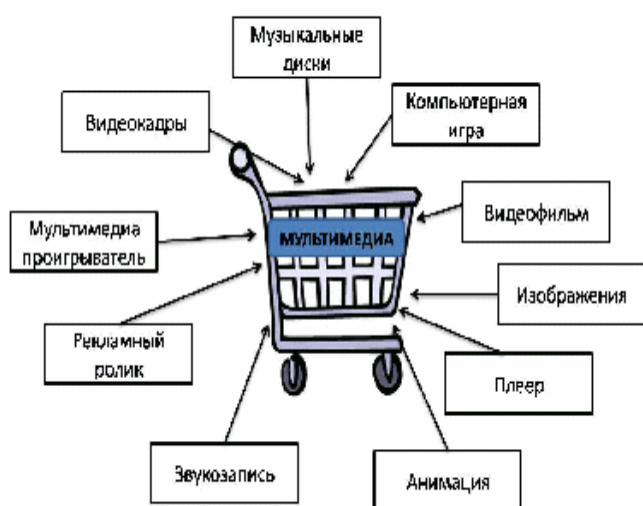 Музыкальные
диски
Компьютерная
игра
Видеокадры
Видеофильм
Мультимедиа
проигрыватель
МУЛЬТИМЕДИА
Изображения
Рекламный
ролик
Плеер
Звукозапись
Анимация